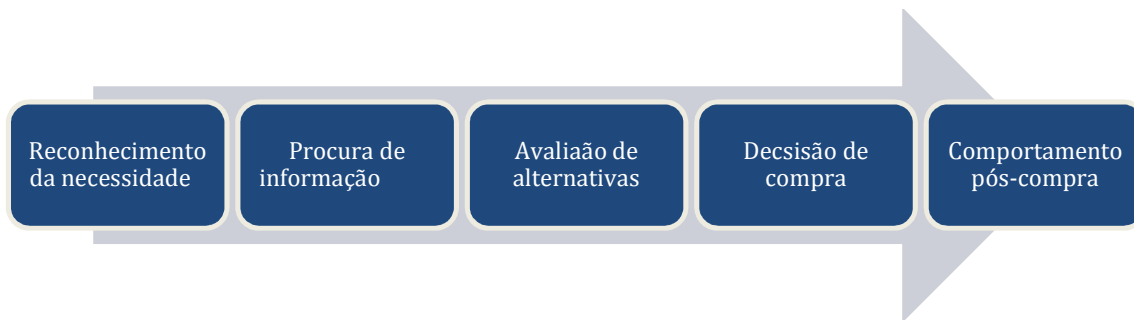 Reconhecimento
da necessidade
Procura de
informação
Avaliaão de
alternativas
Decsisão de
compra
Comportamento
pós-compra